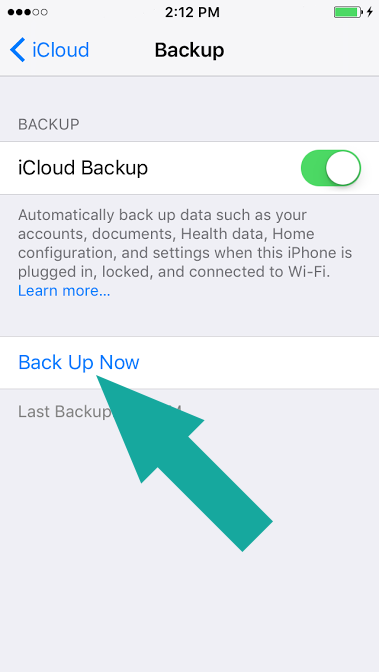 2:12 PM
iCloud Backup
BACKUP
iCloud Backup
Automatically back up data such as your
accounts, documents, Health data, Home
configuration, and settings when this iPhone is
plugged in, locked, and connected to Wi-Fi.
Learn more...
Back Up Now
Last Backup